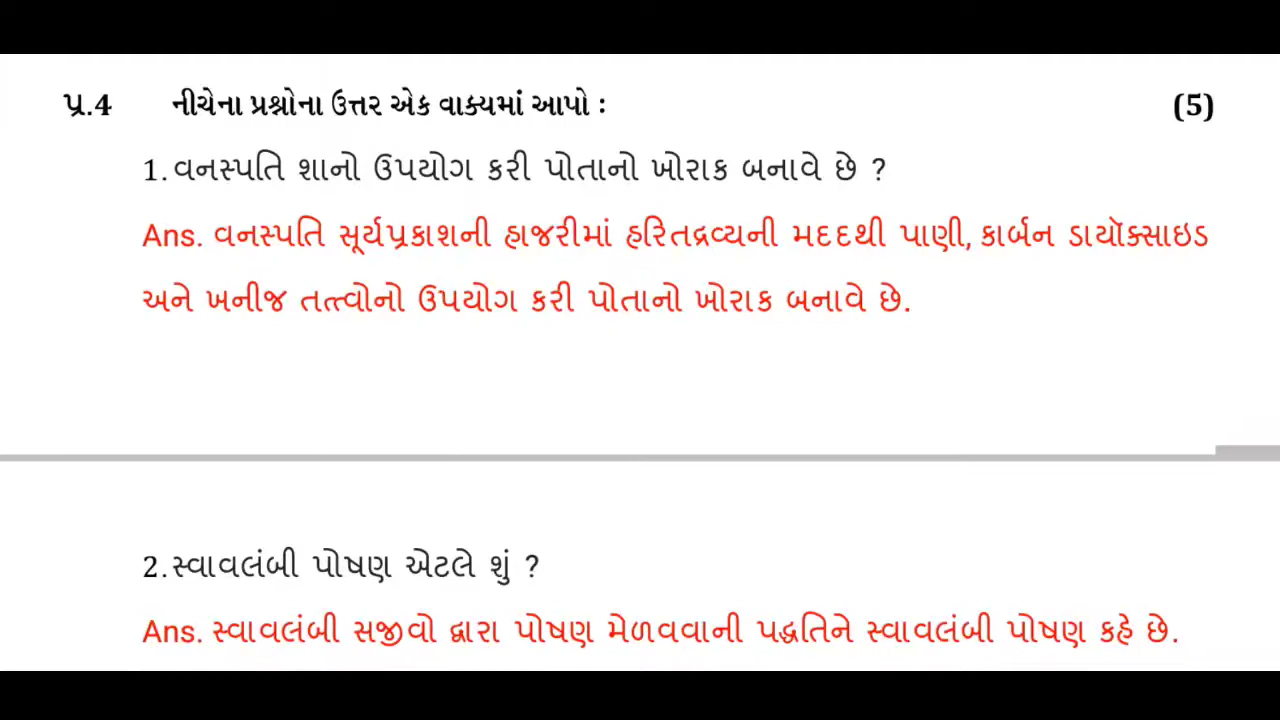 પ્ર.4 નીચેના પ્રશ્નોના ઉત્તર એક વાક્યમાં આપો : (5)
1. વનસ્પતિ શાનો ઉપયોગ કરી પોતાનો ખોરાક બનાવે છે ?
Ans. વનસ્પતિ સૂર્યપ્રકાશની હાજરીમાં હરિતદ્રવ્યની મદદથી પાણી, કાર્બન ડાયૉક્સાઇડ
અને ખનીજ તત્ત્વોનો ઉપયોગ કરી પોતાનો ખોરાક બનાવે છે.
2. સ્વાવલંબી પોષણ એટલે શું ?
Ans. સ્વાવલંબી સજીવો દ્વારા પોષણ મેળવવાની પદ્ધતિને સ્વાવલંબી પોષણ કહે છે.